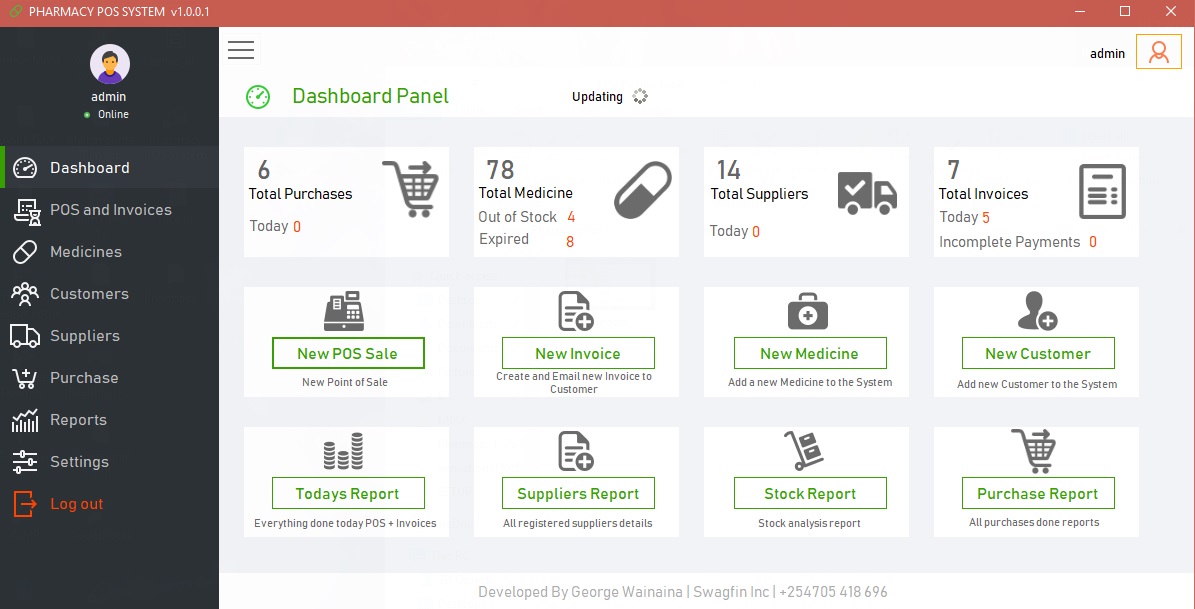 PHARMACY POS SYSTEM v1.0.0.1
admin
Online
Dashboard
POS and Invoices
Medicines
Customers
Suppliers
Purchase
Reports
Settings
Log out
admin
Dashboard Panel
Updating
6
Total Purchases
Today 0
78
Total Medicine
Out of Stock 4
Expired 8
14
Total Suppliers
Today 0
7
Total Invoices
Today 5
Incomplete Payments 0
New POS Sale
New Point of Sale
New Invoice
Create and Email new Invoice to
Customer
New Medicine
Add a new Medicine to the System
New Customer
Add new Customer to the System
Todays Report
Everything done today POS + Invoices
Suppliers Report
All registered suppliers details
Stock Report
Stock analysis report
Purchase Report
All purchases done reports
Developed By George Wainaina | Swagfin Inc | +254705 418 696